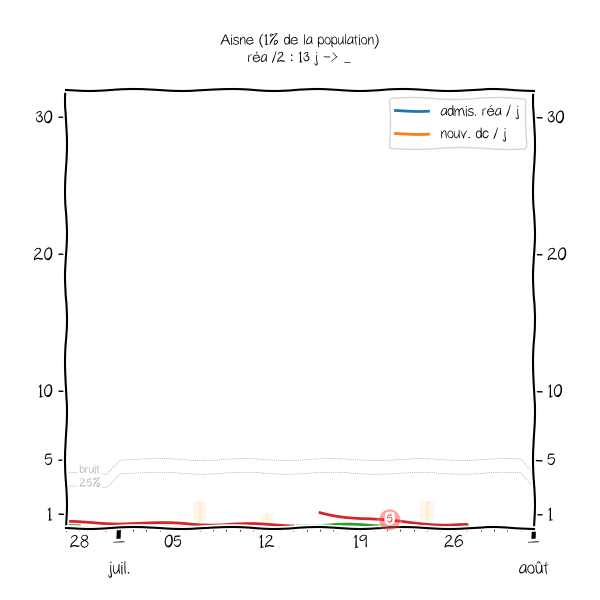 Aisne (1% de la population)
réa /2 : 13 j -> _
admis. réa / j
nouv. dc / j
30 30
20 20
10 10
5 5
bruit
25%
1 1
5
28 05 12 19 26
juil. août